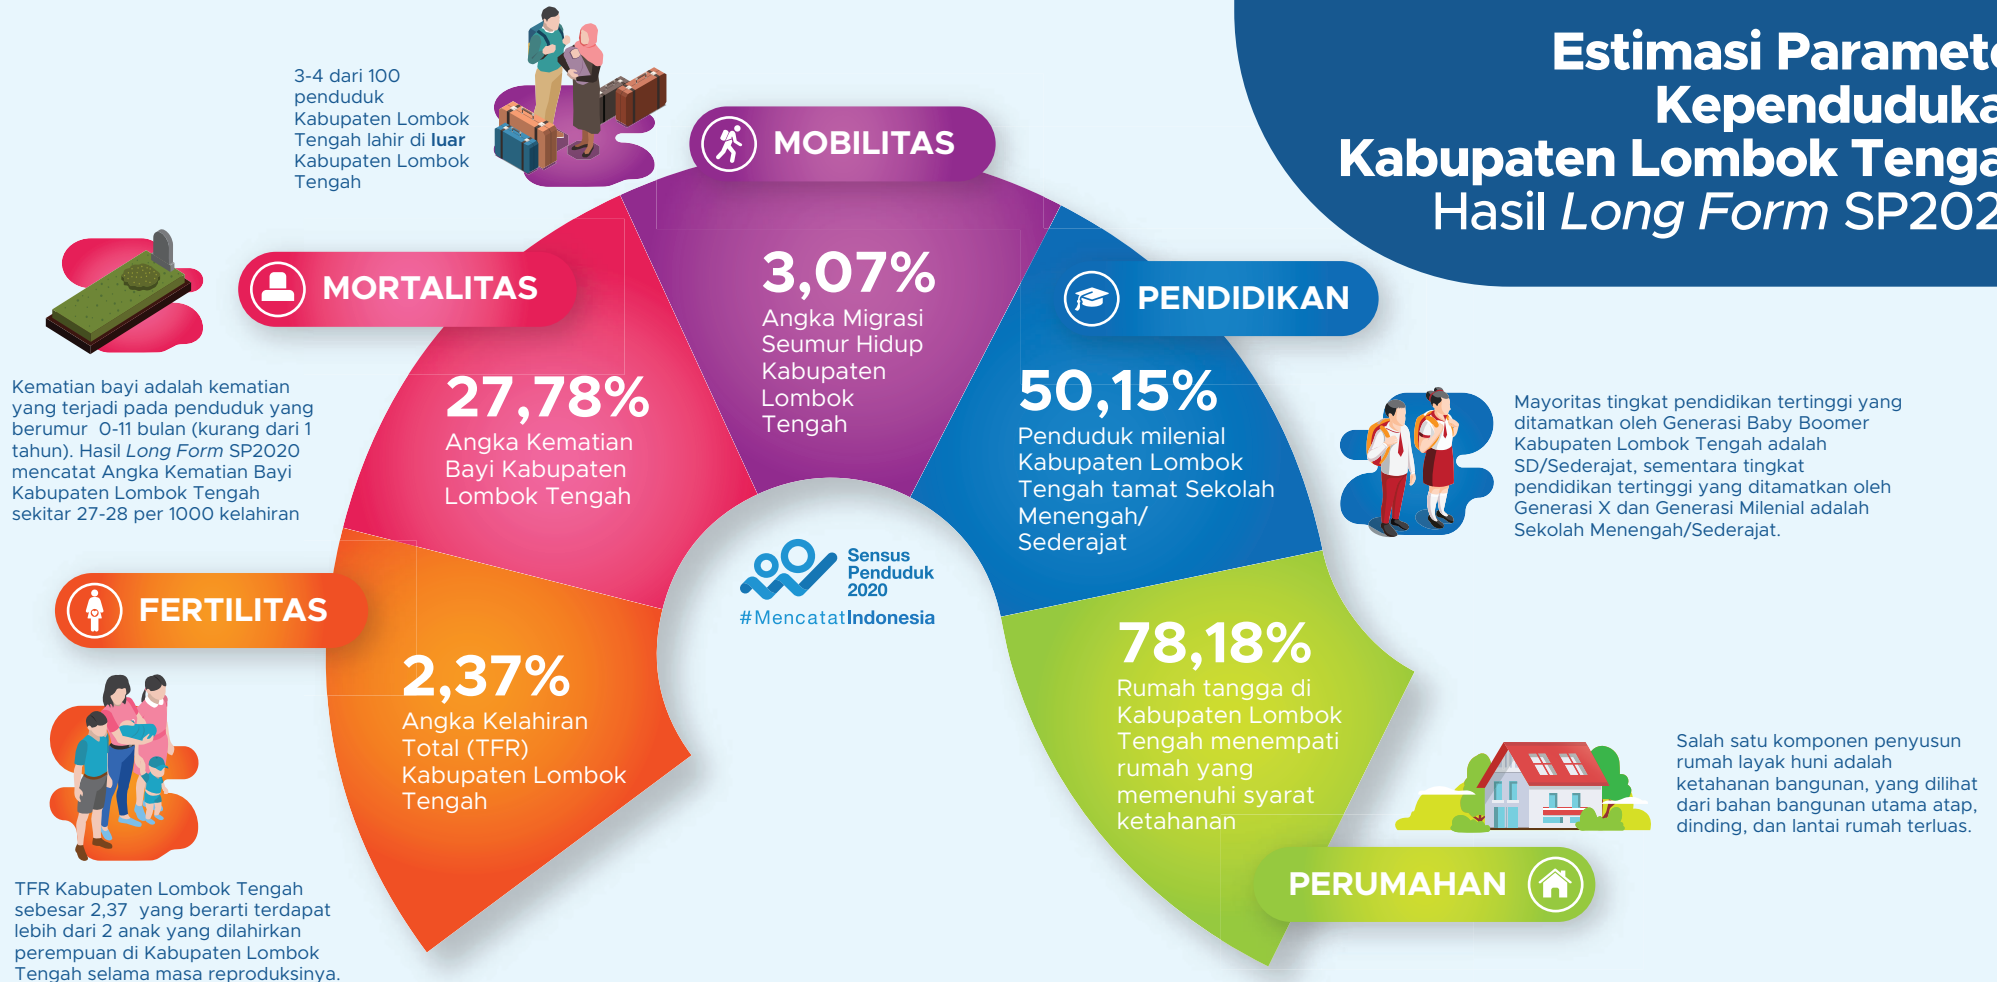 Estimasi Paramete
Kependuduka
Kabupaten Lombok Tenga
Hasil Long Form SP202
3-4 dari 100
penduduk
Kabupaten Lombok
Tengah lahir di luar
Kabupaten Lombok
Tengah
MOBILITAS
3,07%
Angka Migrasi
Seumur Hidup
Kabupaten
Lombok
Tengah
MORTALITAS
27,78%
Angka Kematian
Bayi Kabupaten
Lombok Tengah
Kematian bayi adalah kematian
yang terjadi pada penduduk yang
berumur 0-11 bulan (kurang dari 1
tahun). Hasil Long Form SP2020
mencatat Angka Kematian Bayi
Kabupaten Lombok Tengah
sekitar 27-28 per 1000 kelahiran
PENDIDIKAN
50,15%
Penduduk milenial
Kabupaten Lombok
Tengah tamat Sekolah
Menengah/
Sederajat
Mayoritas tingkat pendidikan tertinggi yang
ditamatkan oleh Generasi Baby Boomer
Kabupaten Lombok Tengah adalah
SD/Sederajat, sementara tingkat
pendidikan tertinggi yang ditamatkan oleh
Generasi X dan Generasi Milenial adalah
Sekolah Menengah/Sederajat.
Sensus
Penduduk
2020
#MencatatIndonesia
FERTILITAS
2,37%
Angka Kelahiran
Total (TFR)
Kabupaten Lombok
Tengah
TFR Kabupaten Lombok Tengah
sebesar 2,37 yang berarti terdapat
lebih dari 2 anak yang dilahirkan
perempuan di Kabupaten Lombok
Tengah selama masa reproduksinya.
78,18%
Rumah tangga di
Kabupaten Lombok
Tengah menempati
rumah yang
memenuhi syarat
ketahanan
PERUMAHAN
Salah satu komponen penyusun
rumah layak huni adalah
ketahanan bangunan, yang dilihat
dari bahan bangunan utama atap,
dinding, dan lantai rumah terluas.